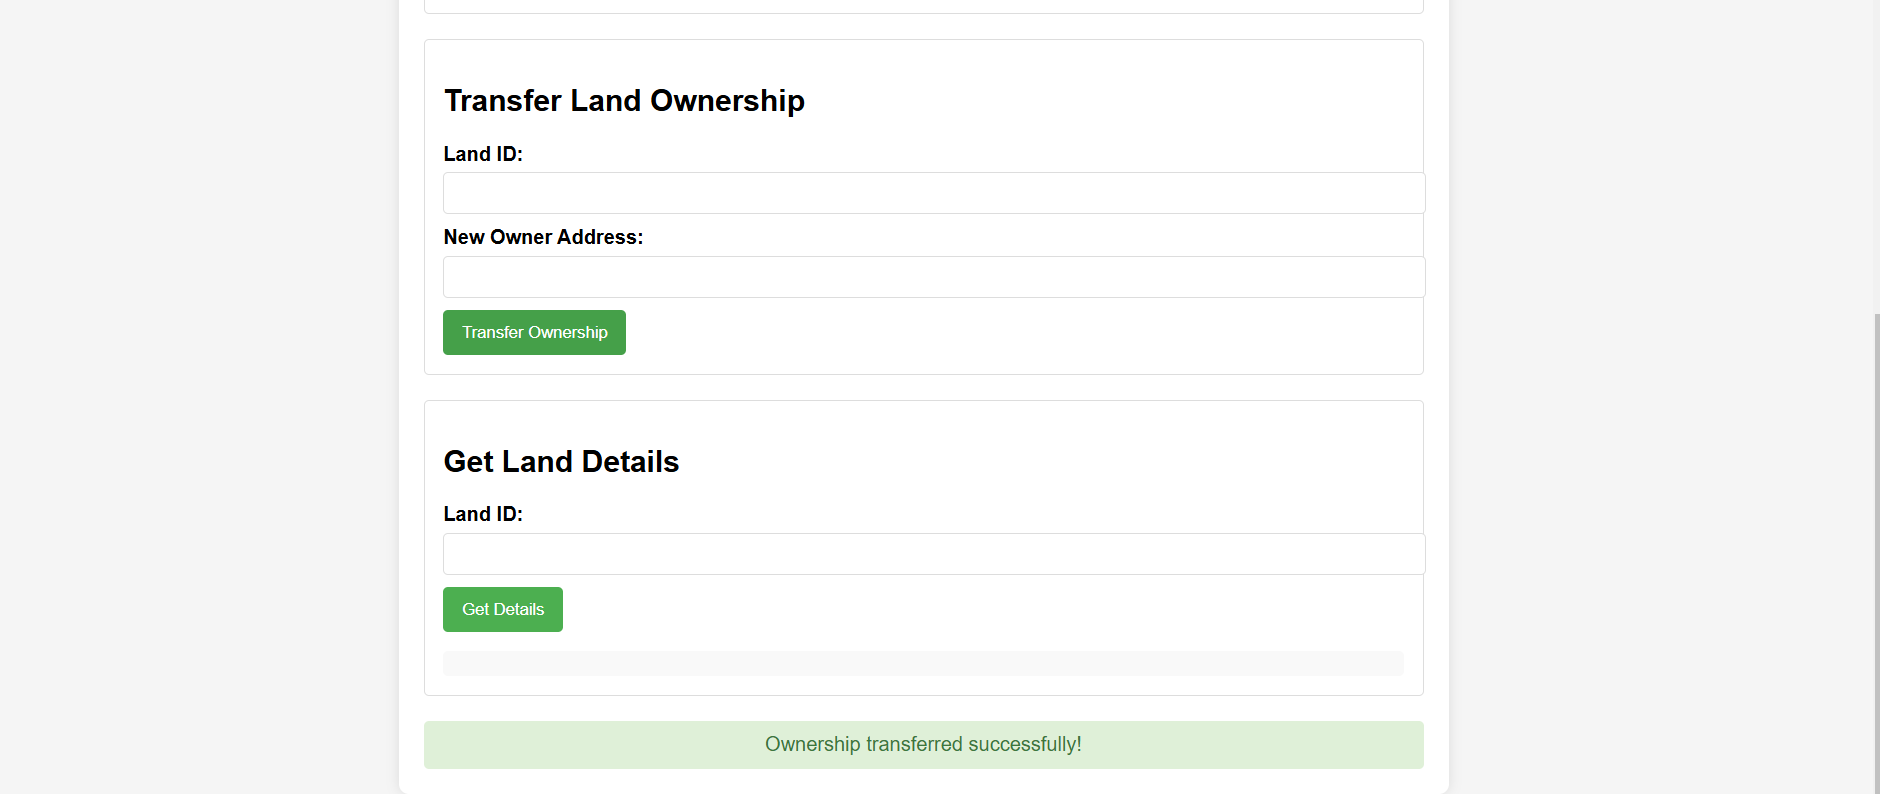 Transfer Land Ownership
Land ID:
New Owner Address:
Transfer Ownership
Get Land Details
Land ID:
Get Details
Ownership transferred successfully!